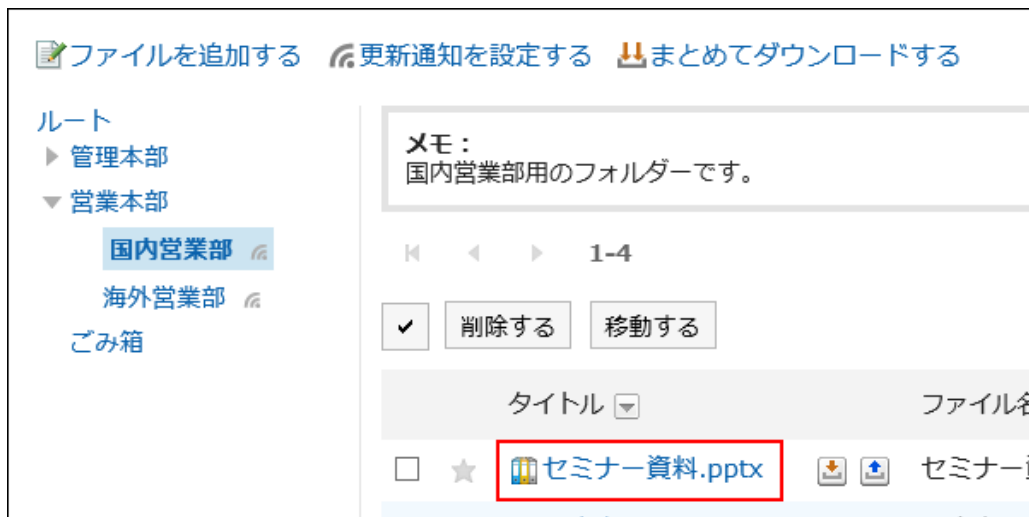 ファイルを追加する 更新通知を設定する まとめてダウンロードする
ルート
管理本部
営業本部
国内営業部
海外営業部
ごみ箱
メモ：
国内営業部用のフォルダーです。
1-4
削除する 移動する
タイトル ファイル名
セミナー資料.pptx セミナー